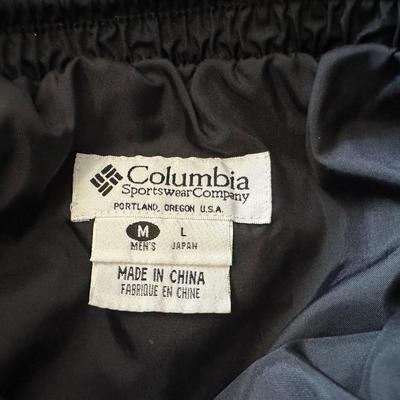 Columbia
Sportswear Company
PORTLAND, OREGON U.S.A.
M L
MEN'S JAPAN
MADE IN CHINA
FABRIQUE EN CHINE